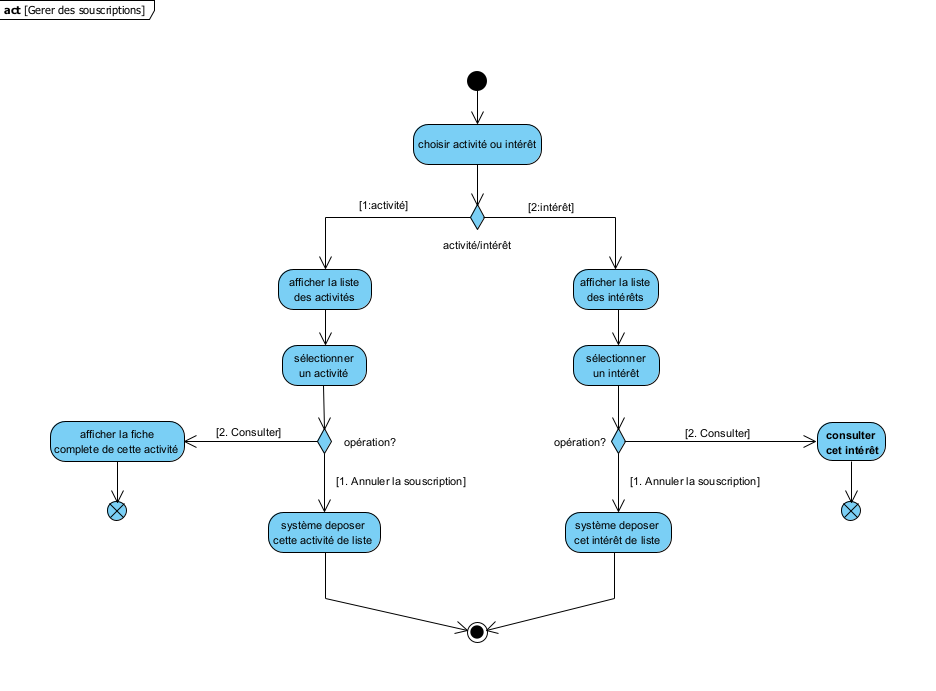 act [Gerer des souscriptions]
choisir activité ou intérêt
[1:activité]
[2:intérêt]
activité/intérêt
afficher la liste
des activités
afficher la liste
des intérêts
sélectionner
un activité
sélectionner
un intérêt
afficher la fiche
complete de cette activité
[2. Consulter]
opération?
opération?
[2. Consulter]
consulter
cet intérêt
[1. Annuler la souscription]
[1. Annuler la souscription]
système deposer
cette activité de liste
système deposer
cet intérêt de liste